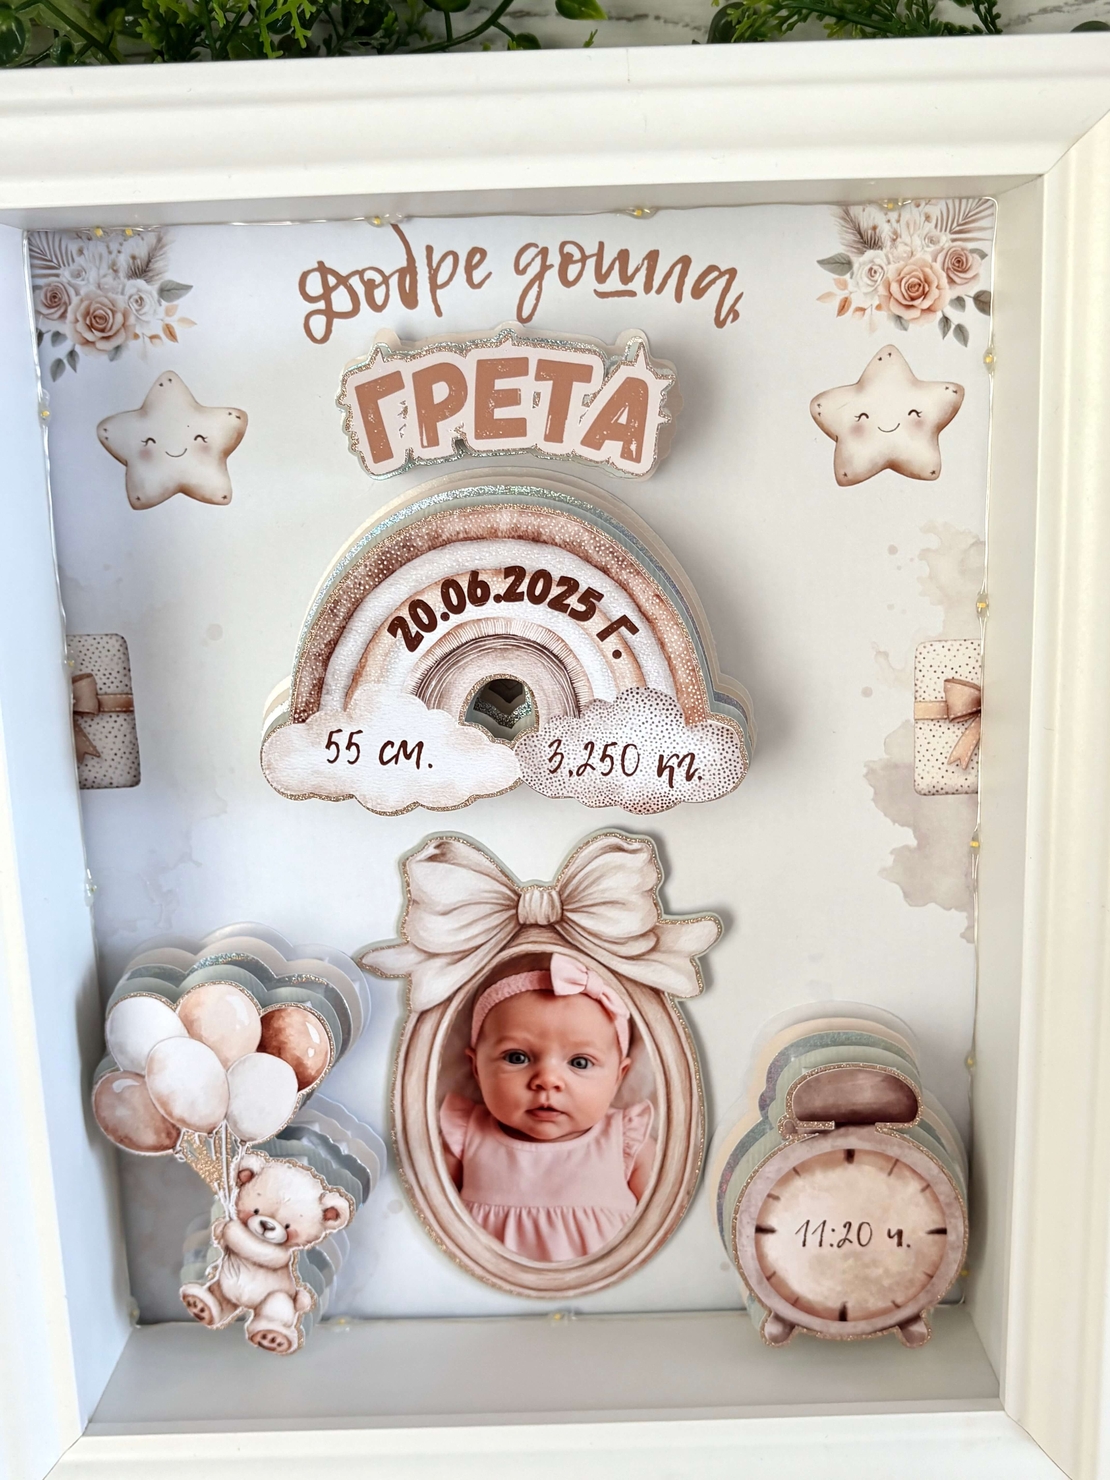 Добре дошла,
ГРЕТА
20.06.2025 г.
55 см.
3,250 кг.
11:20 ч.